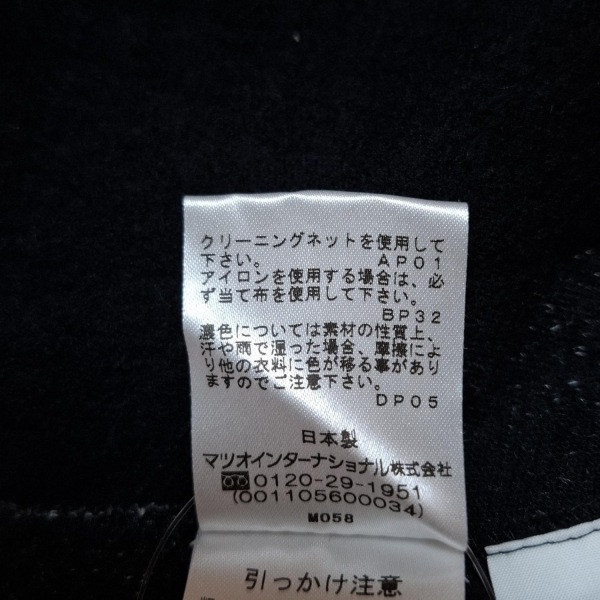 クリーニングネットを使用して
下さい。 AP01
アイロンを使用する場合は、必
ず当て布を使用して下さい。
BP32
濃色については素材の性質上、
汗や雨で湿った場合、摩擦によ
り他の衣料に色が移る事があり
ますのでご注意下さい。
DP05
日本製
マツオインターナショナル株式会社
0120-29-1951
(001105600034)
M058
引っかけ注意